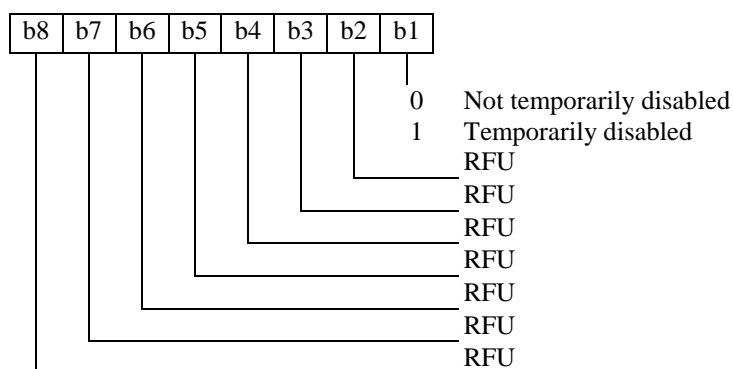 b8 b7 b6 b5 b4 b3 b2 b1
0 Not temporarily disabled
1 Temporarily disabled
RFU
RFU
RFU
RFU
RFU
RFU
RFU